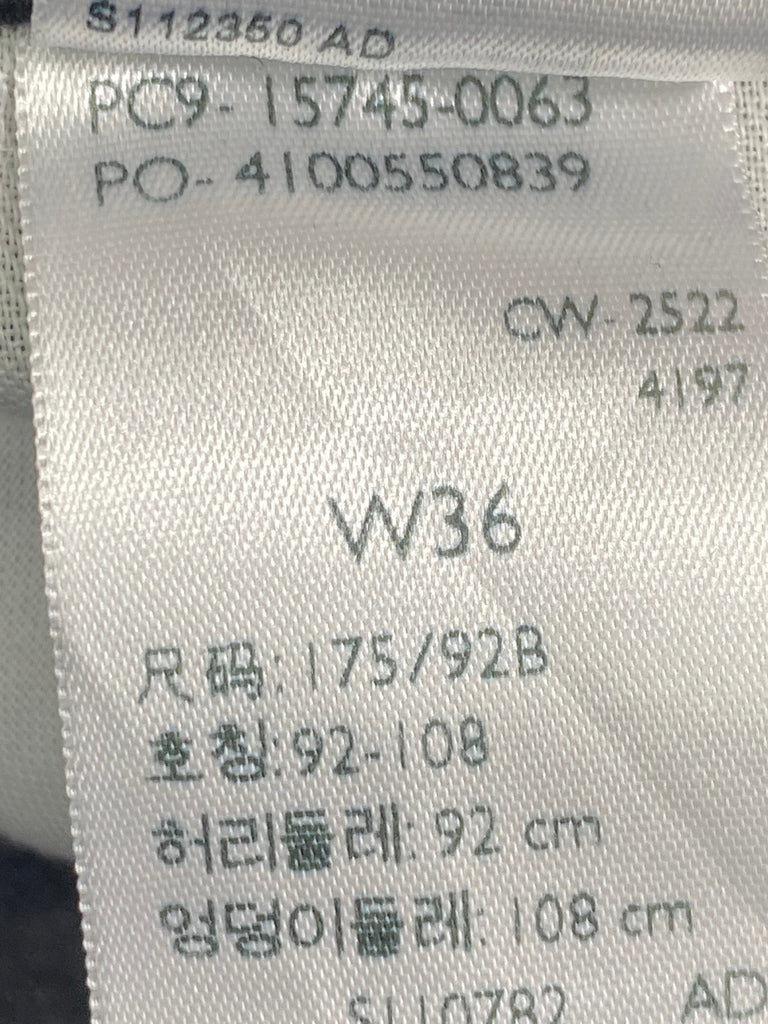 S112350 AD
PC9-15745-0063
PO-4100550839
CW-2522
4197
W36
尺码:175/92B
호칭:92-108
허리둘레: 92 cm
엉덩이둘레: 108 cm
S110782 AD